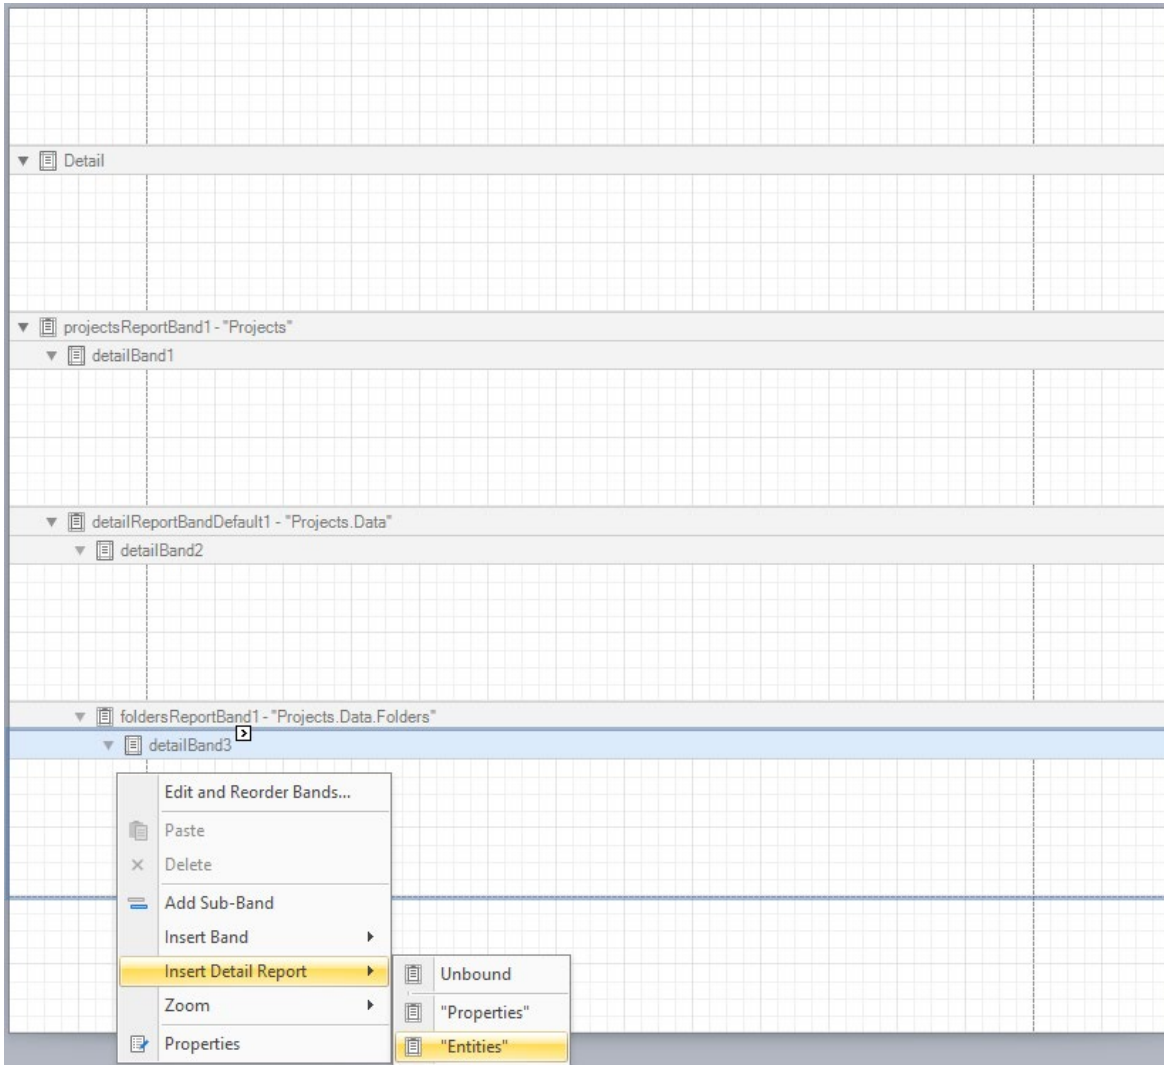 Detail
projectsReportBand1 - "Projects"
detailBand1
detailReportBandDefault1 - "Projects.Data"
detailBand2
foldersReportBand1 - "Projects.Data.Folders"
detailBand3
Edit and Reorder Bands...
Paste
Delete
Add Sub-Band
Insert Band
Insert Detail Report
Zoom
Properties
Unbound
"Properties"
"Entities"